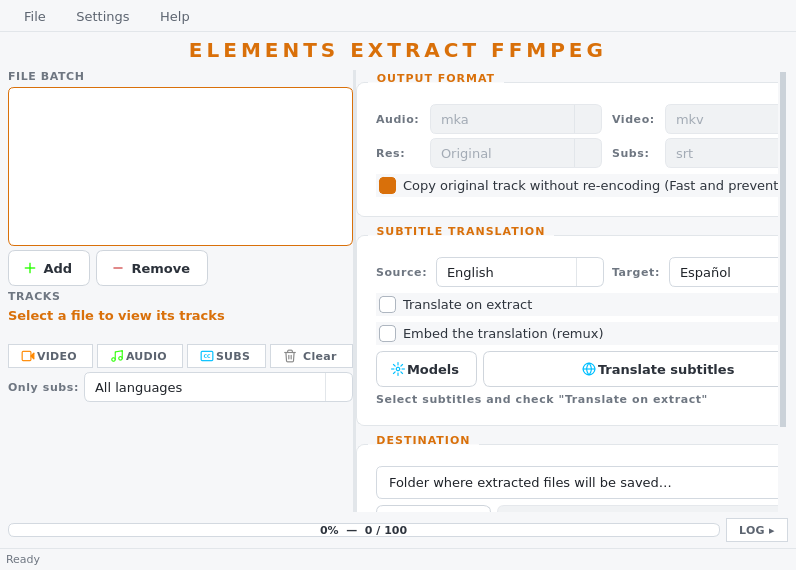 File Settings Help
ELEMENTS EXTRACT FFMPEG
FILE BATCH
Add Remove
TRACKS
Select a file to view its tracks
VIDEO AUDIO SUBS Clear
Only subs: All languages
OUTPUT FORMAT
Audio: mka Video: mkv
Res: Original Subs: srt
Copy original track without re-encoding (Fast and prevent
SUBTITLE TRANSLATION
Source: English Target: Español
Translate on extract
Embed the translation (remux)
Models Translate subtitles
Select subtitles and check "Translate on extract"
DESTINATION
Folder where extracted files will be saved...
0% — 0 / 100 LOG ▸
Ready